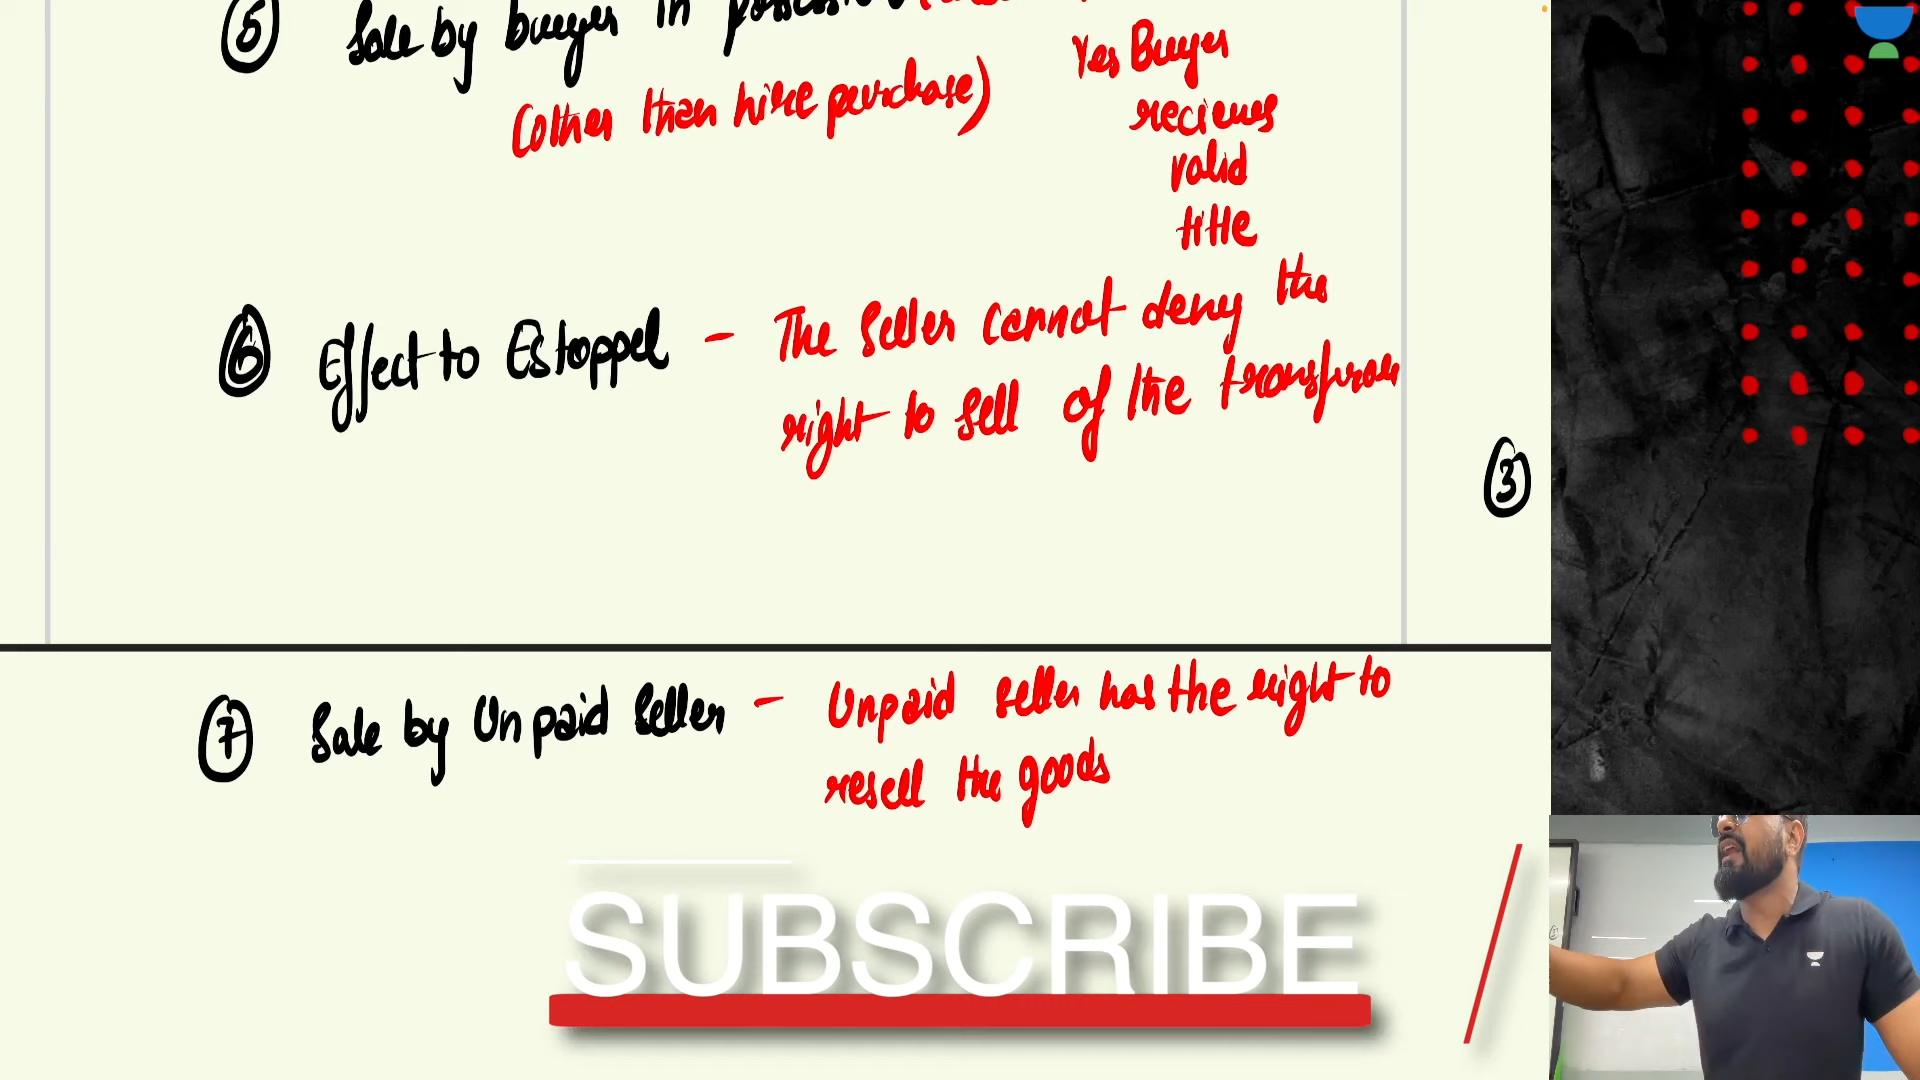 5 Sale by buyer in
(other than hire purchase)
Yes Buyer
recieves
valid
title
6 Effect to Estoppel - The Seller cannot deny the
right to sell of the
3
7 Sale by Unpaid Seller - Unpaid seller has the right to
resell the goods
SUBSCRIBE